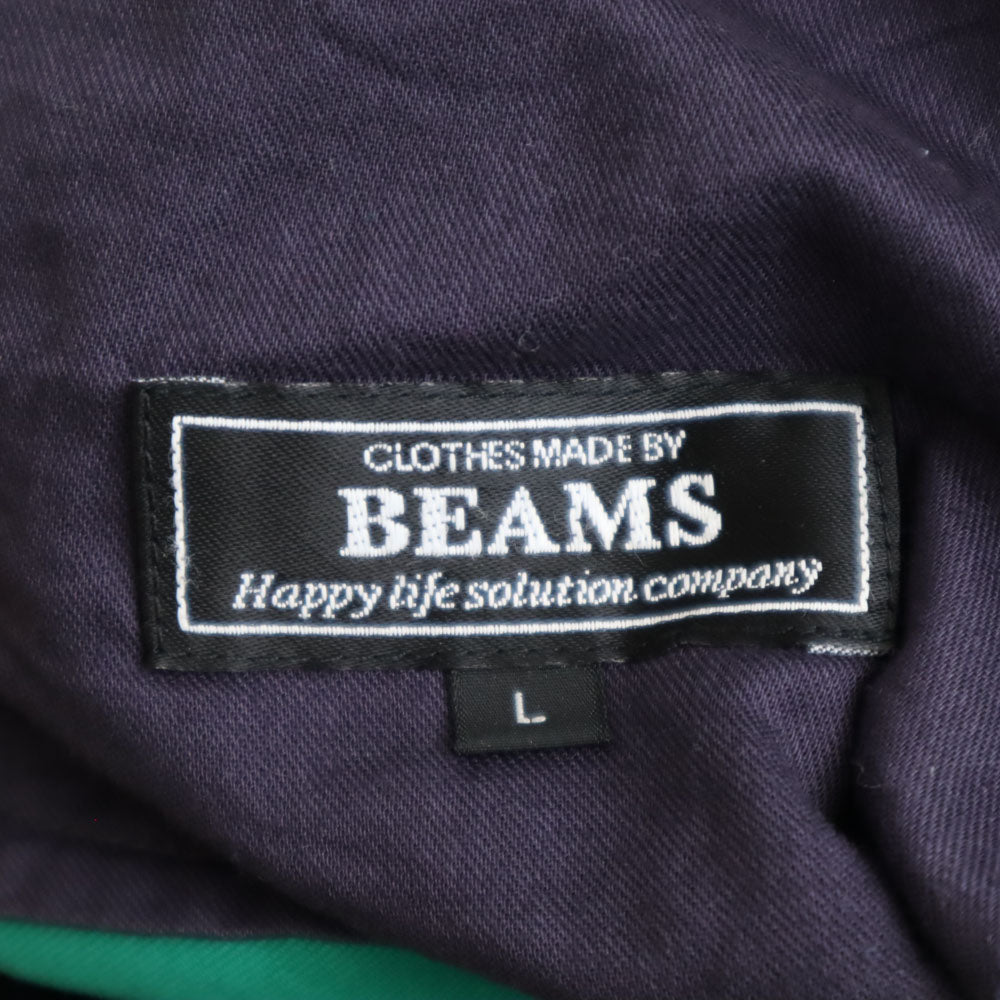 CLOTHES MADE BY
BEAMS
Happy life solution company
L